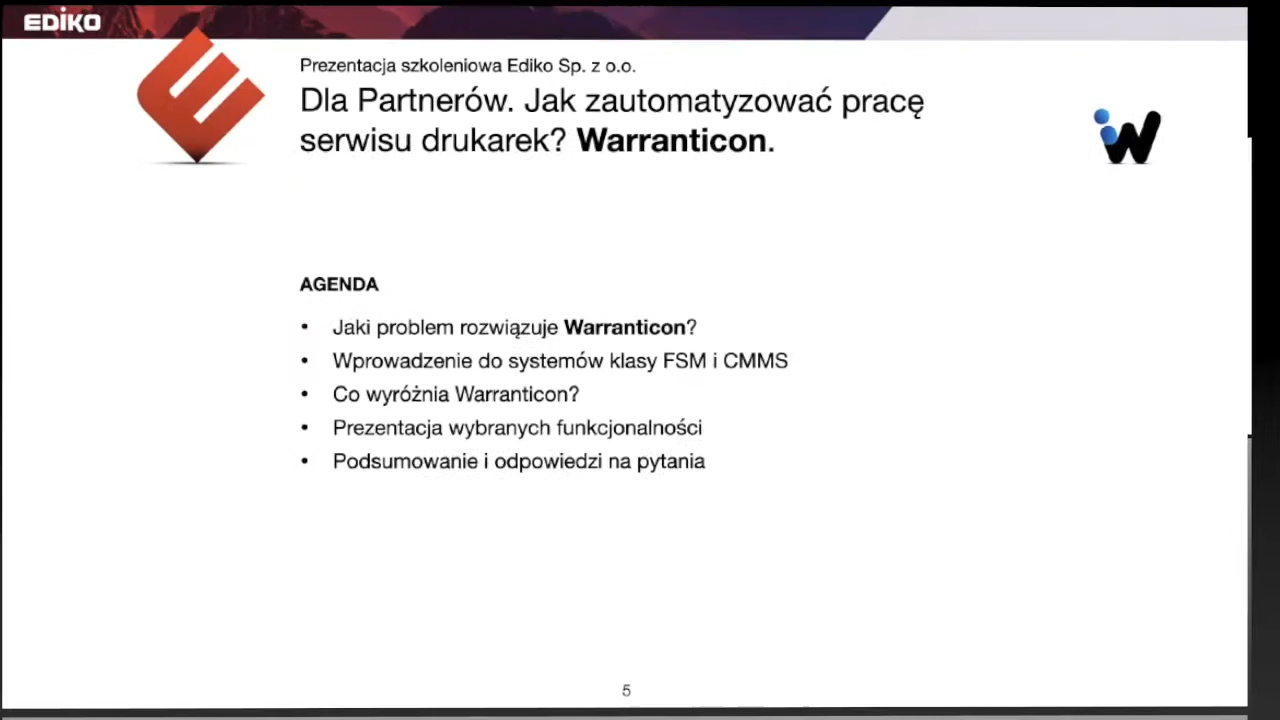 EDIKO
Prezentacja szkoleniowa Ediko Sp. z o.o.
Dla Partnerów. Jak zautomatyzować pracę
serwisu drukarek? Warranticon.
AGENDA
• Jaki problem rozwiązuje Warranticon?
• Wprowadzenie do systemów klasy FSM i CMMS
• Co wyróżnia Warranticon?
• Prezentacja wybranych funkcjonalności
• Podsumowanie i odpowiedzi na pytania
5